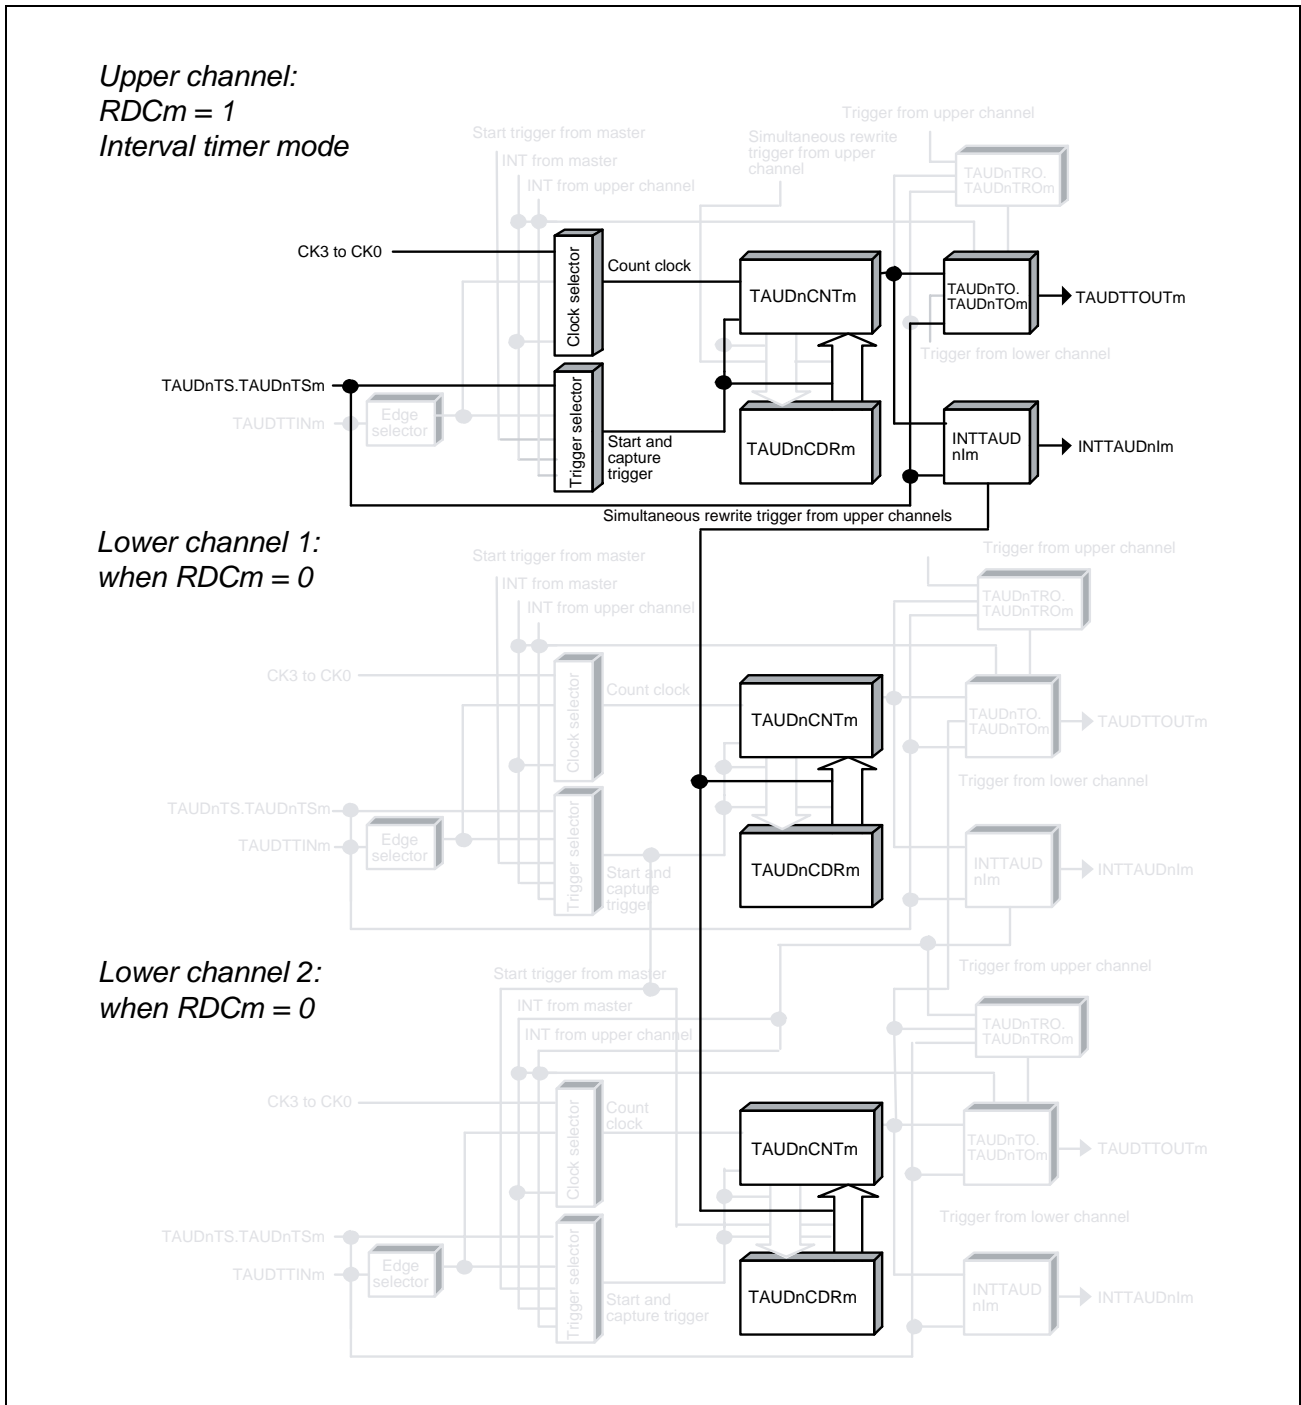 Upper channel:
RDCm = 1
Interval timer mode
Trigger from upper channel
Start trigger from master
Simultaneous rewrite
trigger from upper
channel
INT from master
INT from upper channel
TAUDnTRO.
TAUDnTROm
CK3 to CK0
Clock selector
Count clock
TAUDnCNTm
TAUDnTO.
TAUDnTOm
TAUDTTOUTm
Trigger from lower channel
TAUDnTS.TAUDnTSm
TAUDTTINm
Edge
selector
Trigger selector
Start and
capture
trigger
TAUDnCDRm
INTTAUD
nIm
INTTAUDnIm
Simultaneous rewrite trigger from upper channels
Lower channel 1:
when RDCm = 0
Start trigger from master
INT from master
INT from upper channel
Trigger from upper channel
TAUDnTRO.
TAUDnTROm
CK3 to CK0
Clock selector
Count clock
TAUDnCNTm
TAUDnTO.
TAUDnTOm
TAUDTTOUTm
Trigger from lower channel
TAUDnTS.TAUDnTSm
TAUDTTINm
Edge
selector
Trigger selector
Start and
capture
trigger
TAUDnCDRm
INTTAUD
nIm
INTTAUDnIm
Lower channel 2:
when RDCm = 0
Start trigger from master
INT from master
INT from upper channel
Trigger from upper channel
TAUDnTRO.
TAUDnTROm
CK3 to CK0
Clock selector
Count
clock
TAUDnCNTm
TAUDnTO.
TAUDnTOm
TAUDTTOUTm
Trigger from lower channel
TAUDnTS.TAUDnTSm
TAUDTTINm
Edge
selector
Trigger selector
Start and
capture trigger
TAUDnCDRm
INTTAUD
nIm
INTTAUDnIm